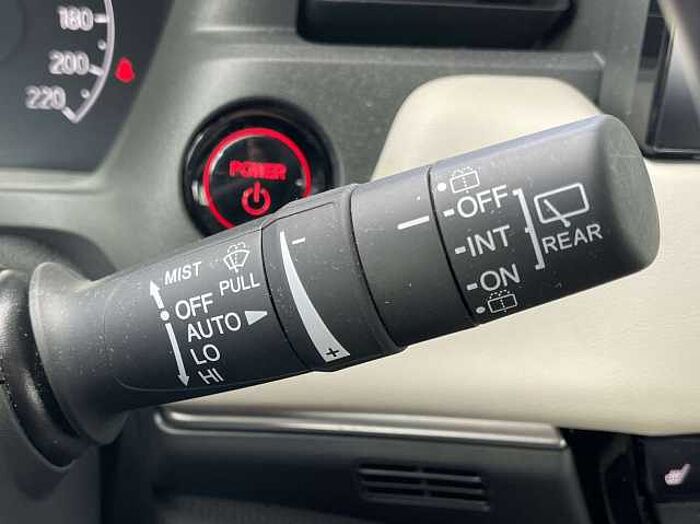 180
200
220
POWER
MIST
PULL
OFF
AUTO
LO
HI
-
+
OFF
INT
ON
REAR